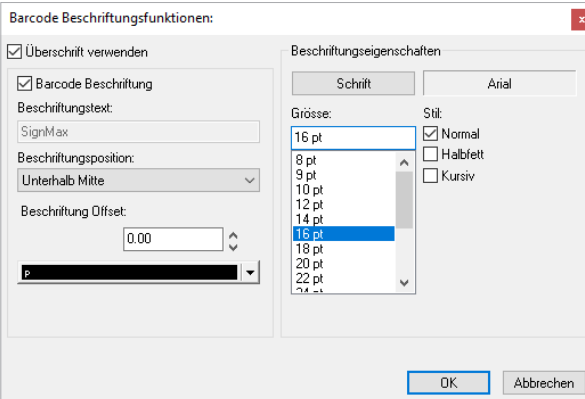 Barcode Beschriftungsfunktionen:
x
Überschrift verwenden
Barcode Beschriftung
Beschriftungstext:
SignMax
Beschriftungsposition:
Unterhalb Mitte
Beschriftung Offset:
0.00
P
Beschriftungseigenschaften
Schrift
Arial
Grösse:
16 pt
8 pt
9 pt
10 pt
12 pt
14 pt
16 pt
18 pt
20 pt
22 pt
24 pt
Stil:
Normal
Halbfett
Kursiv
OK
Abbrechen